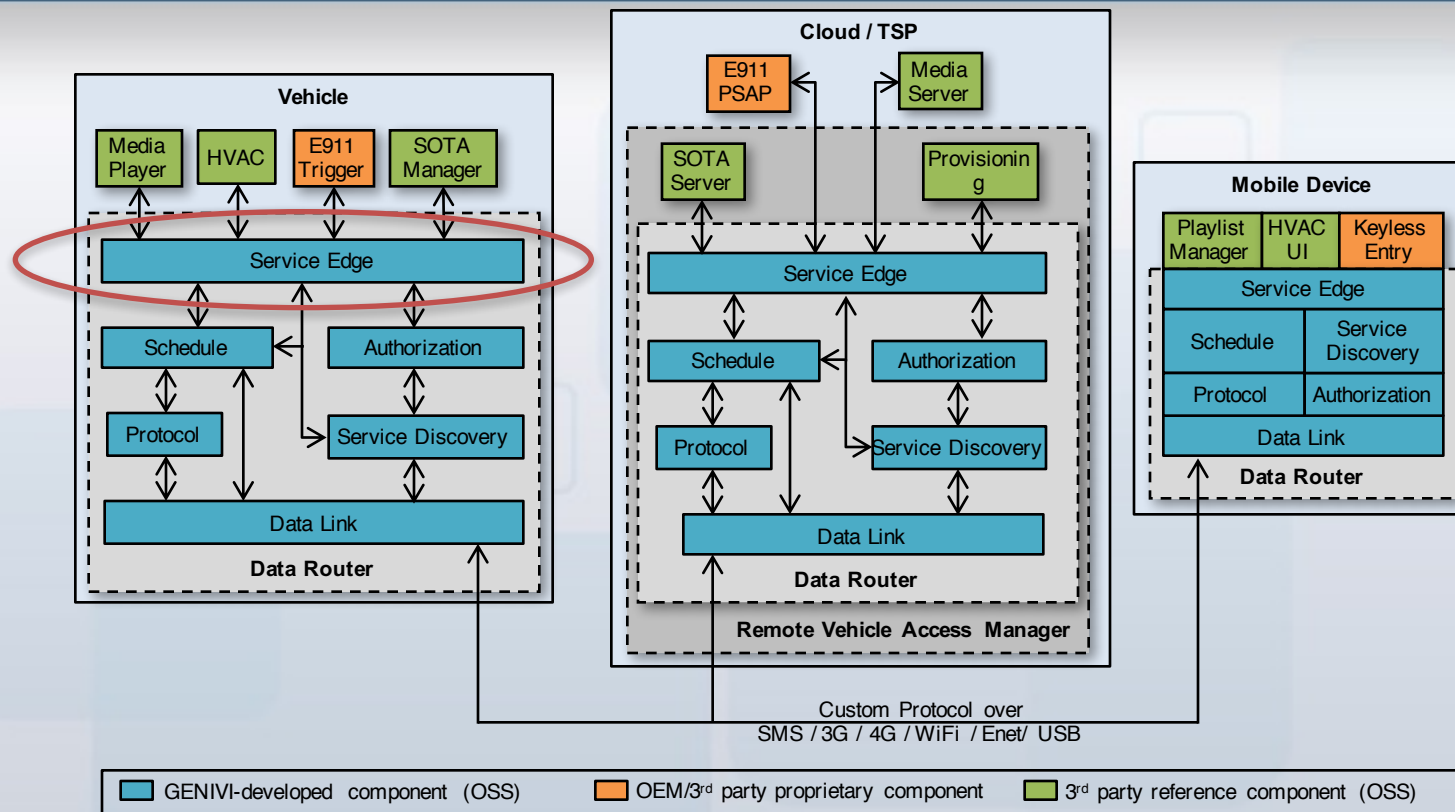 Cloud / TSP
E911
PSAP
Media
Server
Vehicle
Media
Player
HVAC
E911
Trigger
SOTA
Manager
Service Edge
Schedule
Authorization
Protocol
Service Discovery
Data Link
Data Router
SOTA
Server
Provisionin
g
Service Edge
Schedule
Authorization
Protocol
Service Discovery
Data Link
Data Router
Remote Vehicle Access Manager
Mobile Device
Playlist
Manager
HVAC
UI
Keyless
Entry
Service Edge
Schedule
Service
Discovery
Protocol
Authorization
Data Link
Data Router
Custom Protocol over
SMS / 3G / 4G / WiFi / Enet/ USB
GENIVI-developed component (OSS)
OEM/3rd party proprietary component
3rd party reference component (OSS)